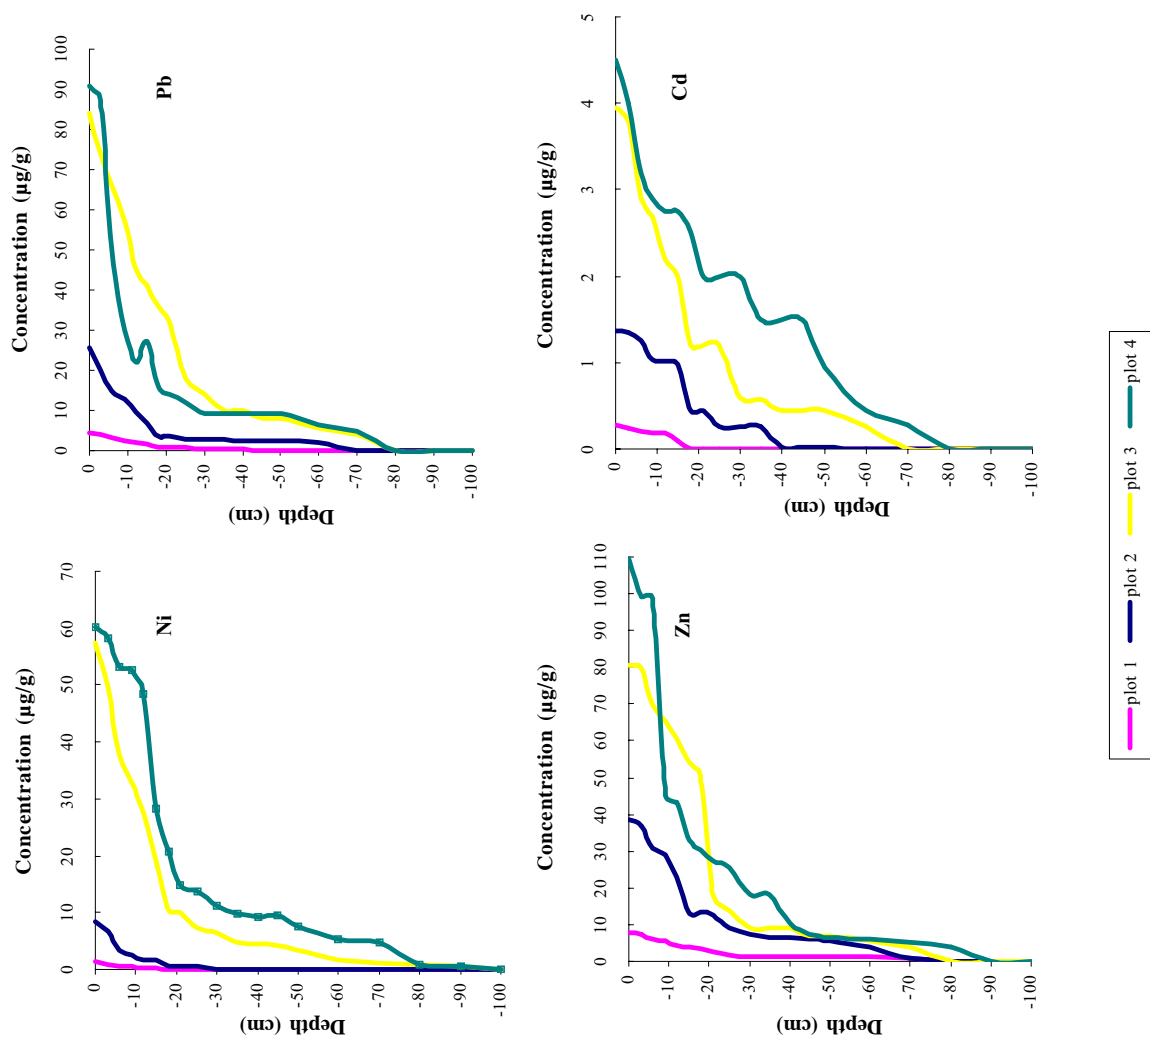 Concentration (µg/g)
0 10 20 30 40 50 60 70 80 90 100
Pb
0 -10 -20 -30 -40 -50 -60 -70 -80 -90 -100
Depth (cm)
Concentration (µg/g)
0 1 2 3 4 5
Cd
0 -10 -20 -30 -40 -50 -60 -70 -80 -90 -100
Depth (cm)
Concentration (µg/g)
0 10 20 30 40 50 60 70
Ni
0 -10 -20 -30 -40 -50 -60 -70 -80 -90 -100
Depth (cm)
Concentration (µg/g)
0 10 20 30 40 50 60 70 80 90 100 110
Zn
0 -10 -20 -30 -40 -50 -60 -70 -80 -90 -100
Depth (cm)
plot 1 plot 2 plot 3 plot 4